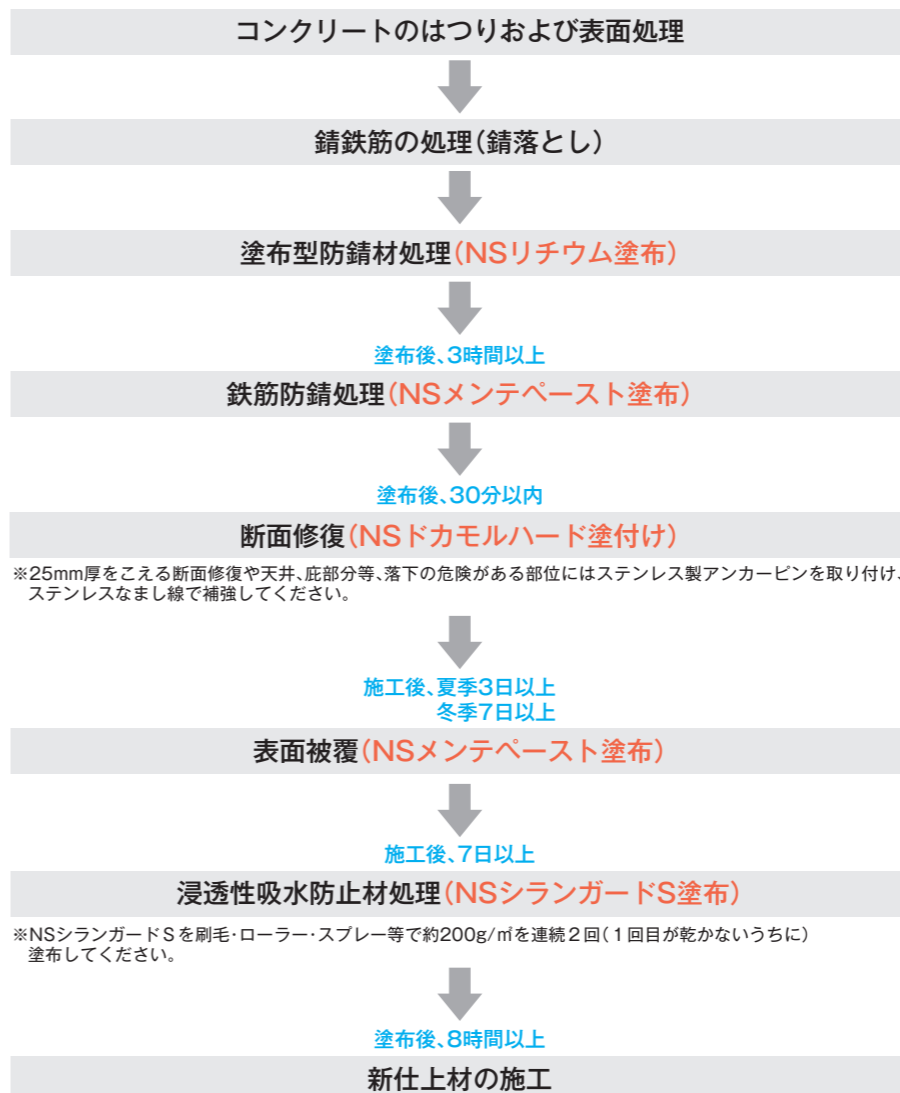 コンクリートのはつりおよび表面処理
錆鉄筋の処理(錆落とし)
塗布型防錆材処理(NSリチウム塗布)
塗布後、3時間以上
鉄筋防錆処理(NSメンテペースト塗布)
塗布後、30分以内
断面修復(NSドカモルハード塗付け)
※25mm厚をこえる断面修復や天井、庇部分等、落下の危険がある部位にはステンレス製アンカーピンを取り付け、
ステンレスなまし線で補強してください。
施工後、夏季3日以上
冬季7日以上
表面被覆(NSメンテペースト塗布)
施工後、7日以上
浸透性吸水防止材処理(NSシランガードS塗布)
※NSシランガードSを刷毛・ローラー・スプレー等で約200g/㎡を連続2回(1回目が乾かないうちに)
塗布してください。
塗布後、8時間以上
新仕上材の施工